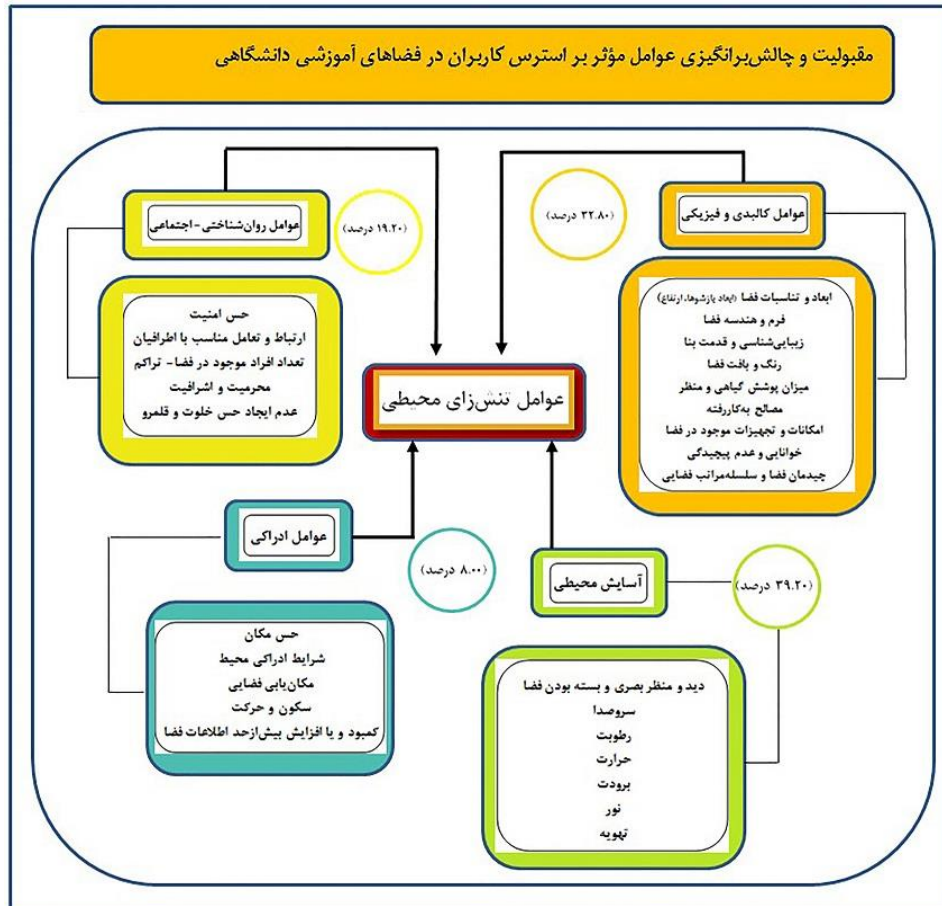 مقبولیت و چالش‌برانگیزی عوامل مؤثر بر استرس کاربران در فضاهای آموزشی دانشگاهی
عوامل کالبدی و فیزیکی
(۳۲.۸۰ درصد)
ابعاد و تناسبات فضا (ابعاد بازشوها، ارتفاع)
فرم و هندسه فضا
زیبایی‌شناسی و قدمت بنا
رنگ و بافت فضا
میزان پوشش گیاهی و منظر
مصالح به‌کاررفته
امکانات و تجهیزات موجود در فضا
خوانایی و عدم پیچیدگی
چیدمان فضا و سلسله‌مراتب فضایی
عوامل روان‌شناختی - اجتماعی
(۱۹.۲۰ درصد)
حس امنیت
ارتباط و تعامل مناسب با اطرافیان
تعداد افراد موجود در فضا - تراکم
محرمیت و اشرافیت
عدم ایجاد حس خلوت و قلمرو
عوامل تنش‌زای محیطی
آسایش محیطی
(۳۹.۲۰ درصد)
دید و منظر بصری و بسته بودن فضا
سروصدا
رطوبت
حرارت
برودت
نور
تهویه
عوامل ادراکی
(۸.۰۰ درصد)
حس مکان
شرایط ادراکی محیط
مکان‌یابی فضایی
سکون و حرکت
کمبود و یا افزایش بیش‌ازحد اطلاعات فضا